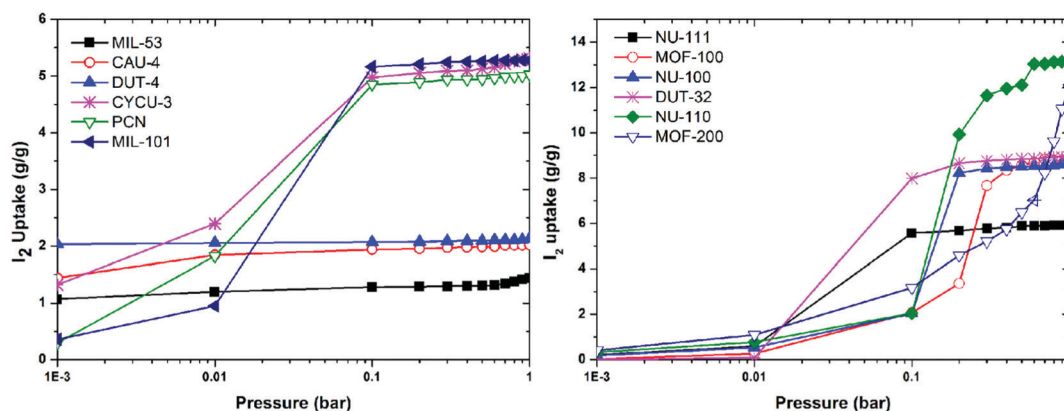 I2 Uptake (g/g)
6
5
4
3
2
1
0
MIL-53
CAU-4
DUT-4
CYCU-3
PCN
MIL-101
1E-3 0.01 0.1 1
Pressure (bar)
I2 uptake (g/g)
14
12
10
8
6
4
2
0
NU-111
MOF-100
NU-100
DUT-32
NU-110
MOF-200
1E-3 0.01 0.1
Pressure (bar)